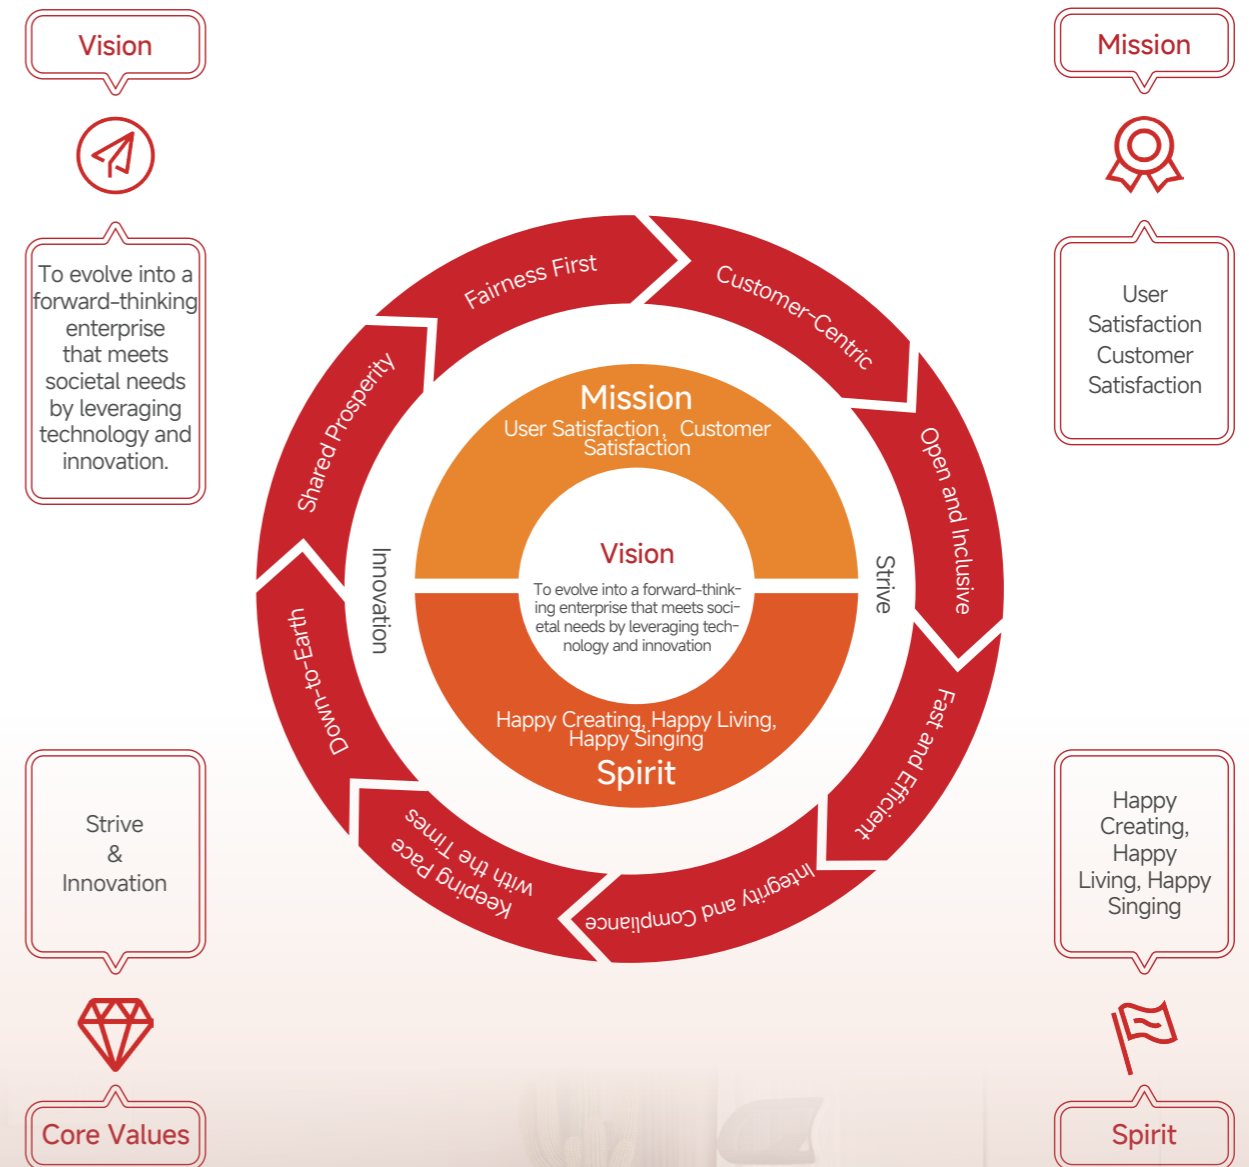 Vision
Mission
To evolve into a
forward-thinking
enterprise
that meets
societal needs
by leveraging
technology and
innovation.
User
Satisfaction
Customer
Satisfaction
Fairness First
Customer-Centric
Open and Inclusive
Fast and Efficient
Integrity and Compliance
Keeping Pace
with the Times
Down-to-Earth
Shared Prosperity
Innovation
Strive
Mission
User Satisfaction, Customer
Satisfaction
Vision
To evolve into a forward-think-
ing enterprise that meets soci-
etal needs by leveraging tech-
nology and innovation
Happy Creating, Happy Living,
Happy Singing
Spirit
Strive
&
Innovation
Core Values
Happy
Creating,
Happy
Living, Happy
Singing
Spirit